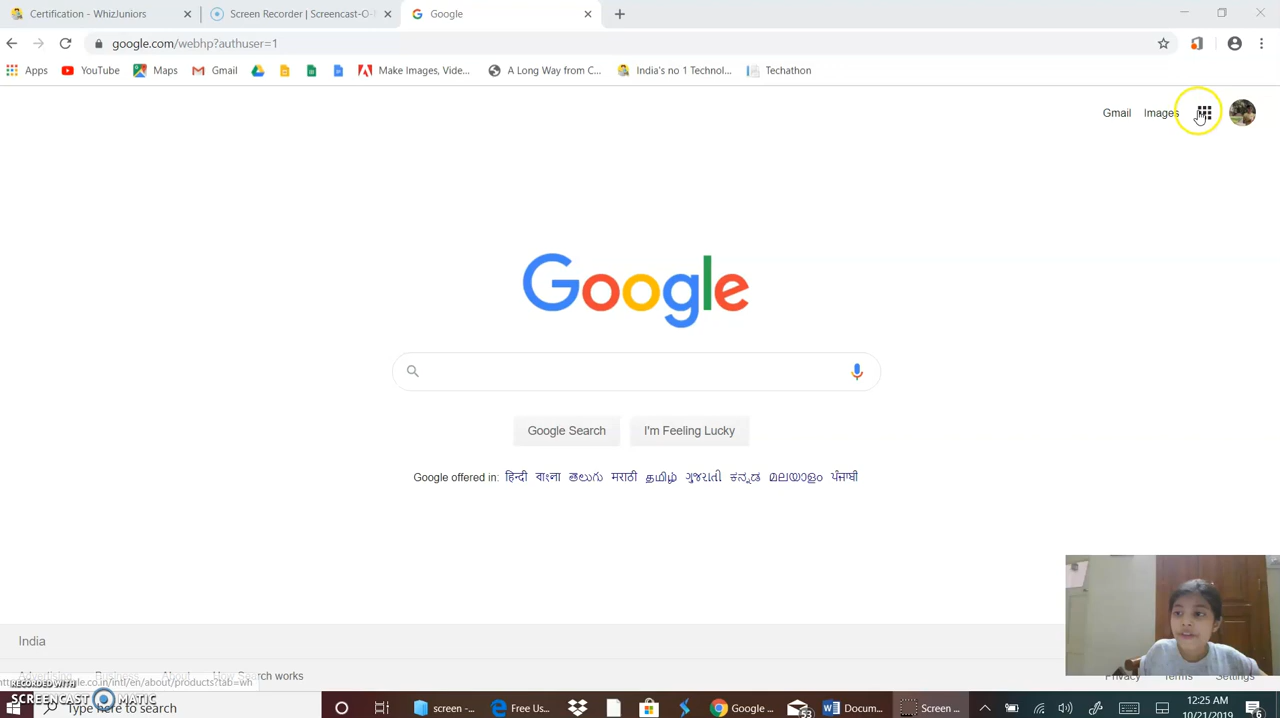 Certification - WhizJuniors
Screen Recorder | Screencast-O-
Google
google.com/webhp?authuser=1
Apps YouTube Maps Gmail Make Images, Vide... A Long Way from C... India's no 1 Technol... Techathon
Gmail Images
Google
Google Search I'm Feeling Lucky
Google offered in: हिन्दी বাংলা తెలుగు मराठी தமிழ் ગુજરાતી ಕನ್ನಡ മലയാളം ਪੰਜਾਬੀ
India
How Search works
Privacy Terms Settings
RECORDED WITH
SCREENCAST MATIC
Type here to search
screen -... Free Us... Google ... 53 Docum... Screen ...
12:25 AM
10/21/2019
6